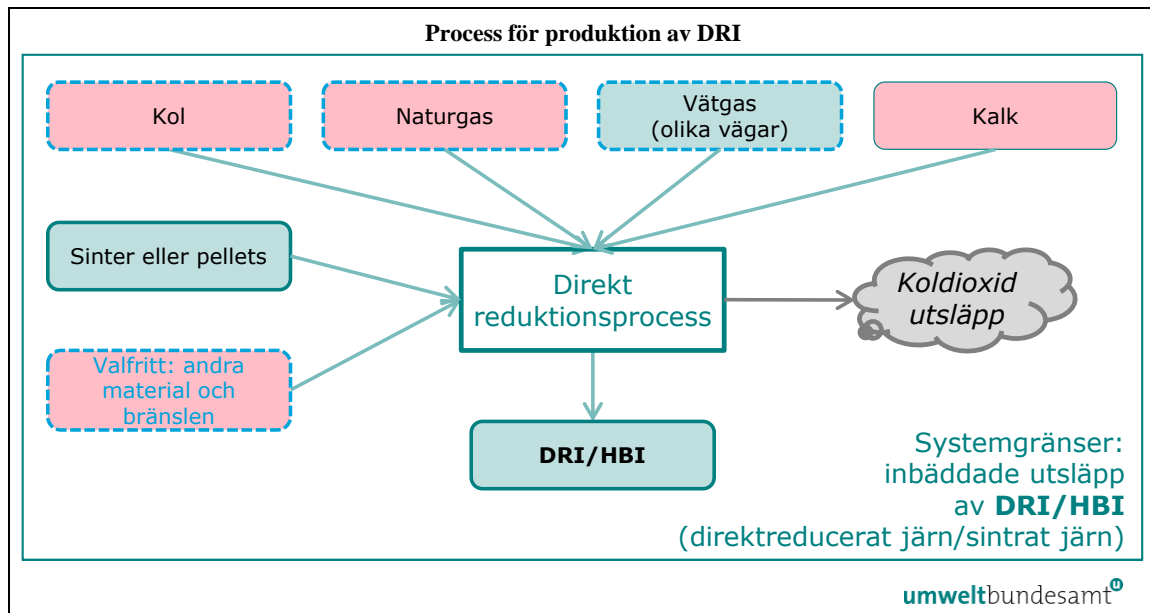 Process för produktion av DRI
Kol
Naturgas
Vätgas
(olika vägar)
Kalk
Sinter eller pellets
Direkt
reduktionsprocess
Koldioxid
utsläpp
Valfritt: andra
material och
bränslen
DRI/HBI
Systemgränser:
inbäddade utsläpp
av DRI/HBI
(direktreducerat järn/sintrat järn)
umweltbundesamt u